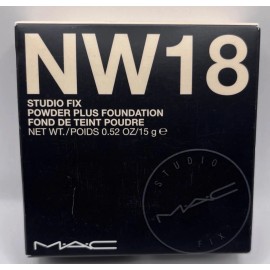 NW18
STUDIO FIX
POWDER PLUS FOUNDATION
FOND DE TEINT POUDRE
NET WT./POIDS 0.52 OZ/15 g ℮
STUDIO
FIX
M·A·C